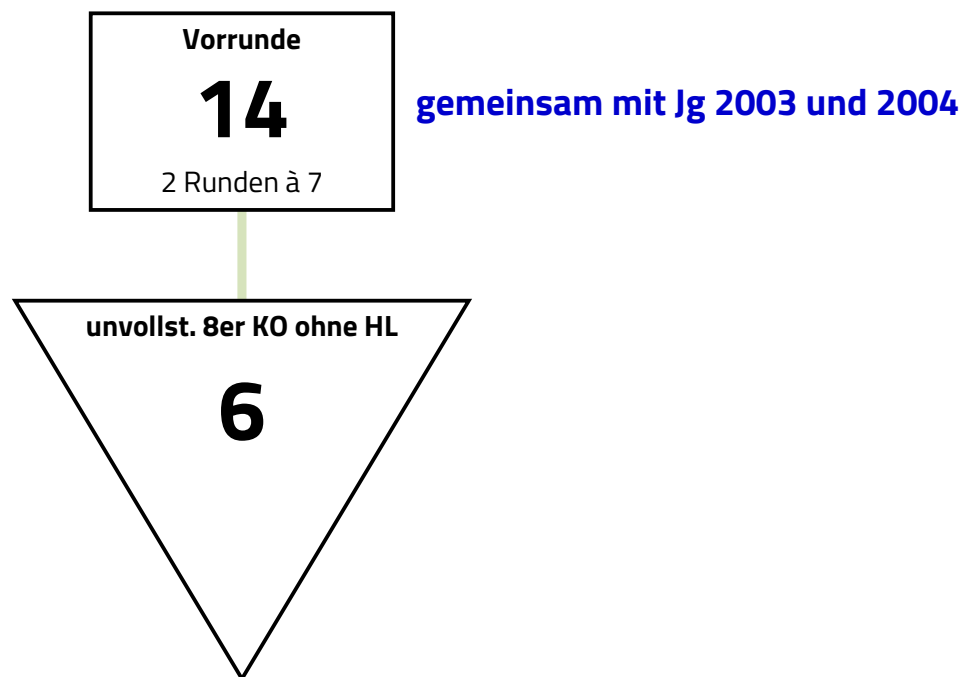 Vorrunde
14
gemeinsam mit Jg 2003 und 2004
2 Runden à 7
unvollst. 8er KO ohne HL
6